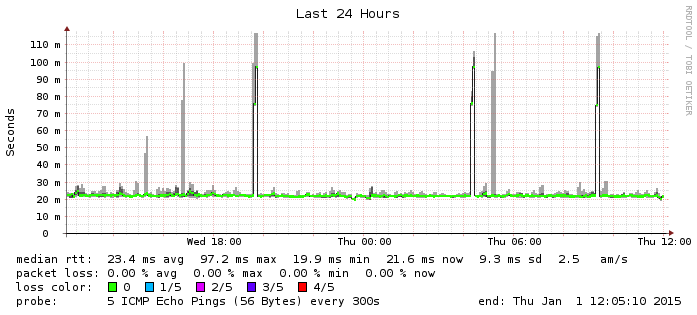 Last 24 Hours
RRDTOOL / TOBI OETIKER
Seconds
110 m
100 m
90 m
80 m
70 m
60 m
50 m
40 m
30 m
20 m
10 m
0
Wed 18:00 Thu 00:00 Thu 06:00 Thu 12:00
median rtt: 23.4 ms avg 97.2 ms max 19.9 ms min 21.6 ms now 9.3 ms sd 2.5 am/s
packet loss: 0.00 % avg 0.00 % max 0.00 % min 0.00 % now
loss color: 0 1/5 2/5 3/5 4/5
probe: 5 ICMP Echo Pings (56 Bytes) every 300s end: Thu Jan 1 12:05:10 2015